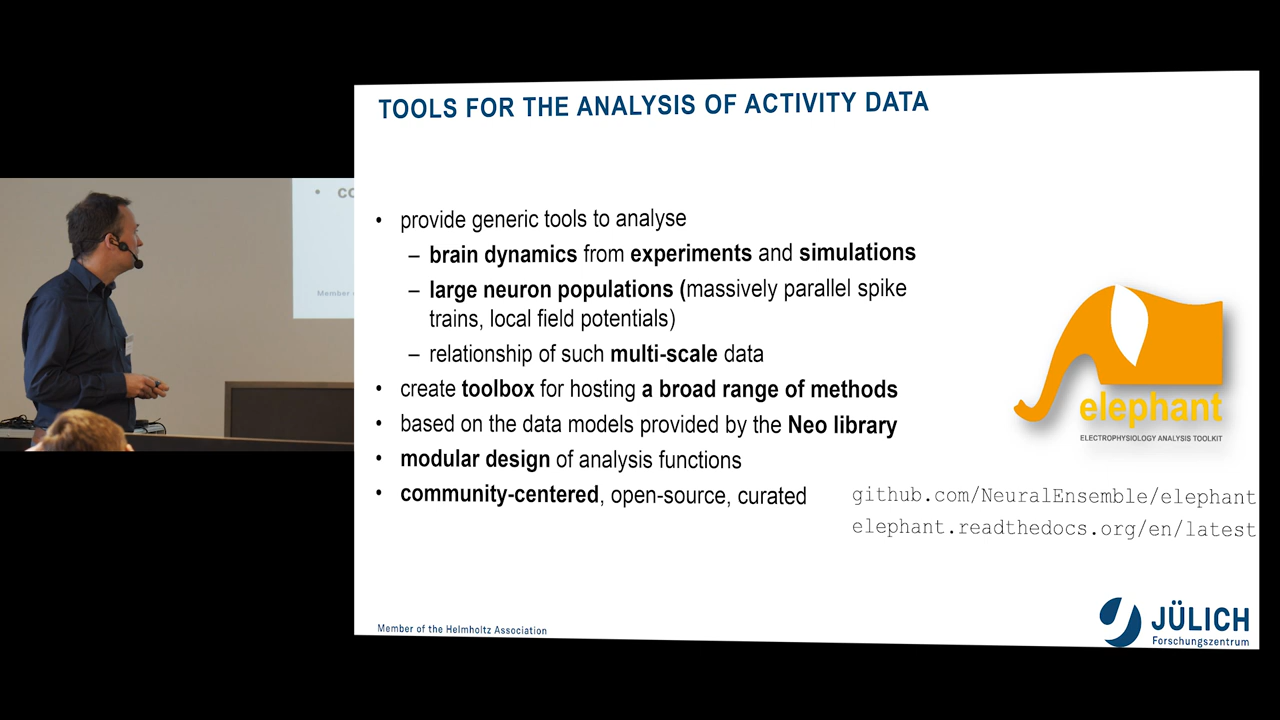 TOOLS FOR THE ANALYSIS OF ACTIVITY DATA
• provide generic tools to analyse
– brain dynamics from experiments and simulations
– large neuron populations (massively parallel spike
trains, local field potentials)
– relationship of such multi-scale data
• create toolbox for hosting a broad range of methods
• based on the data models provided by the Neo library
• modular design of analysis functions
• community-centered, open-source, curated
elephant
ELECTROPHYSIOLOGY ANALYSIS TOOLKIT
github.com/NeuralEnsemble/elephant
elephant.readthedocs.org/en/latest
Member of the Helmholtz Association
JÜLICH
Forschungszentrum
• co
Member